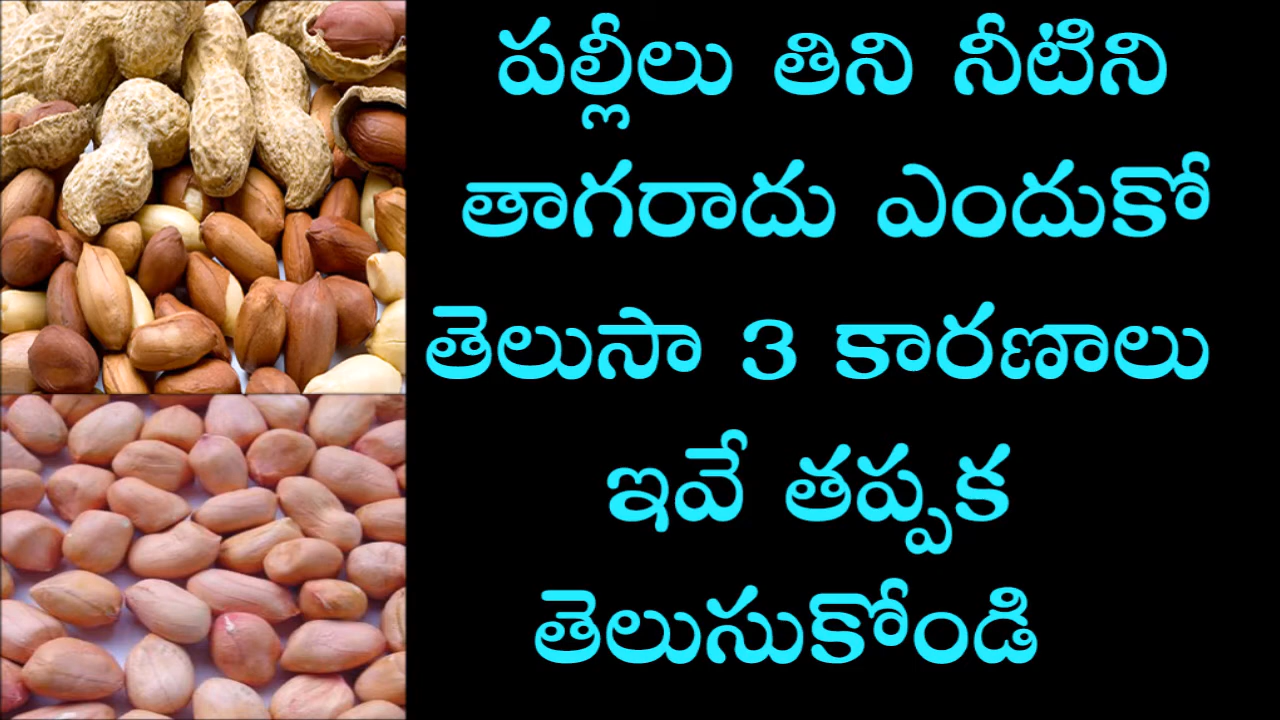 పల్లీలు తిని నీటిని
తాగరాదు ఎందుకో
తెలుసా 3 కారణాలు
ఇవే తప్పక
తెలుసుకోండి